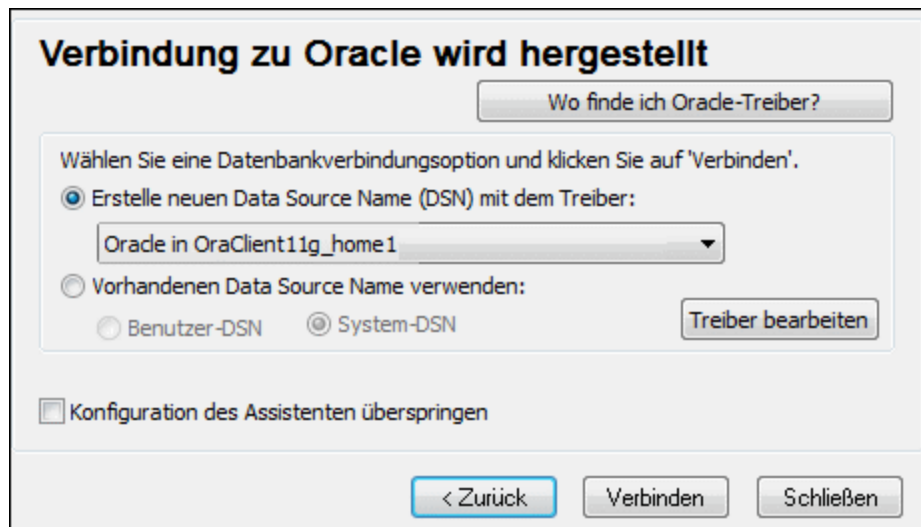 Verbindung zu Oracle wird hergestellt
Wo finde ich Oracle-Treiber?
Wählen Sie eine Datenbankverbindungsoption und klicken Sie auf 'Verbinden'.
Erstelle neuen Data Source Name (DSN) mit dem Treiber:
Oracle in OraClient11g_home1
Vorhandenen Data Source Name verwenden:
Benutzer-DSN System-DSN Treiber bearbeiten
Konfiguration des Assistenten überspringen
< Zurück Verbinden Schließen